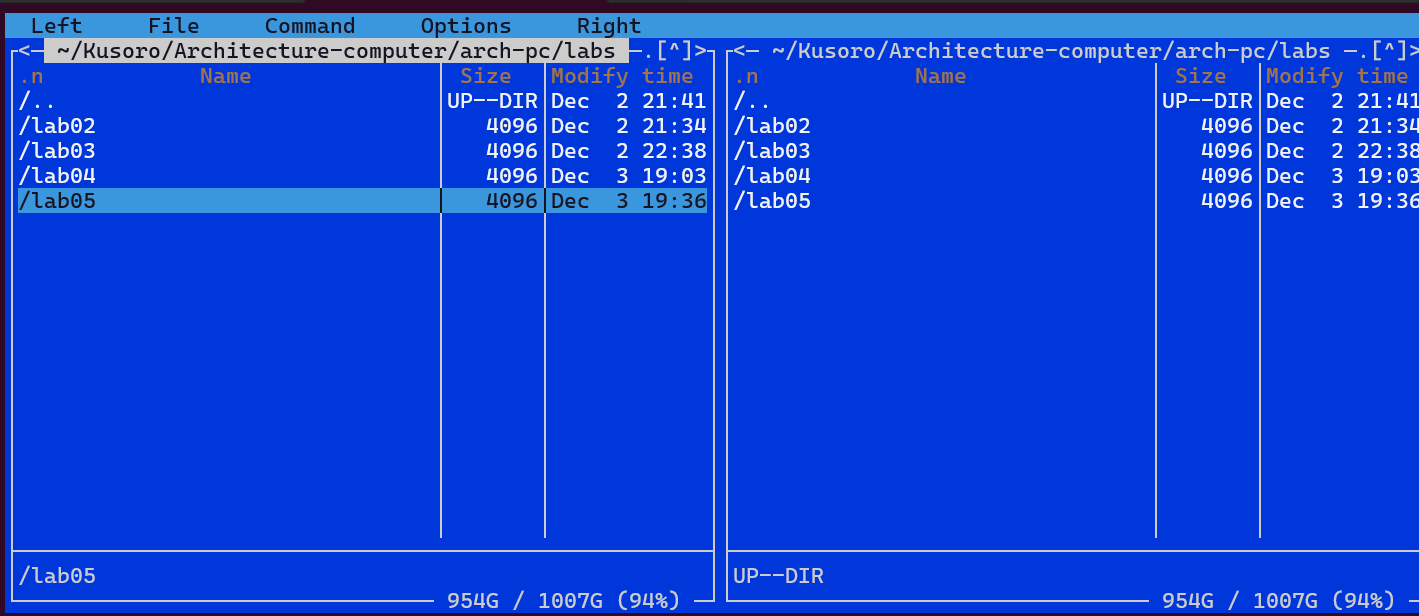 Left File Command Options Right
<─ ~/Kusoro/Architecture-computer/arch-pc/labs ─.[^]> <─ ~/Kusoro/Architecture-computer/arch-pc/labs ─.[^]>
.n Name Size Modify time .n Name Size Modify time
/.. UP--DIR Dec 2 21:41 /.. UP--DIR Dec 2 21:41
/lab02 4096 Dec 2 21:34 /lab02 4096 Dec 2 21:34
/lab03 4096 Dec 2 22:38 /lab03 4096 Dec 2 22:38
/lab04 4096 Dec 3 19:03 /lab04 4096 Dec 3 19:03
/lab05 4096 Dec 3 19:36 /lab05 4096 Dec 3 19:36
/lab05 UP--DIR
954G / 1007G (94%) 954G / 1007G (94%)